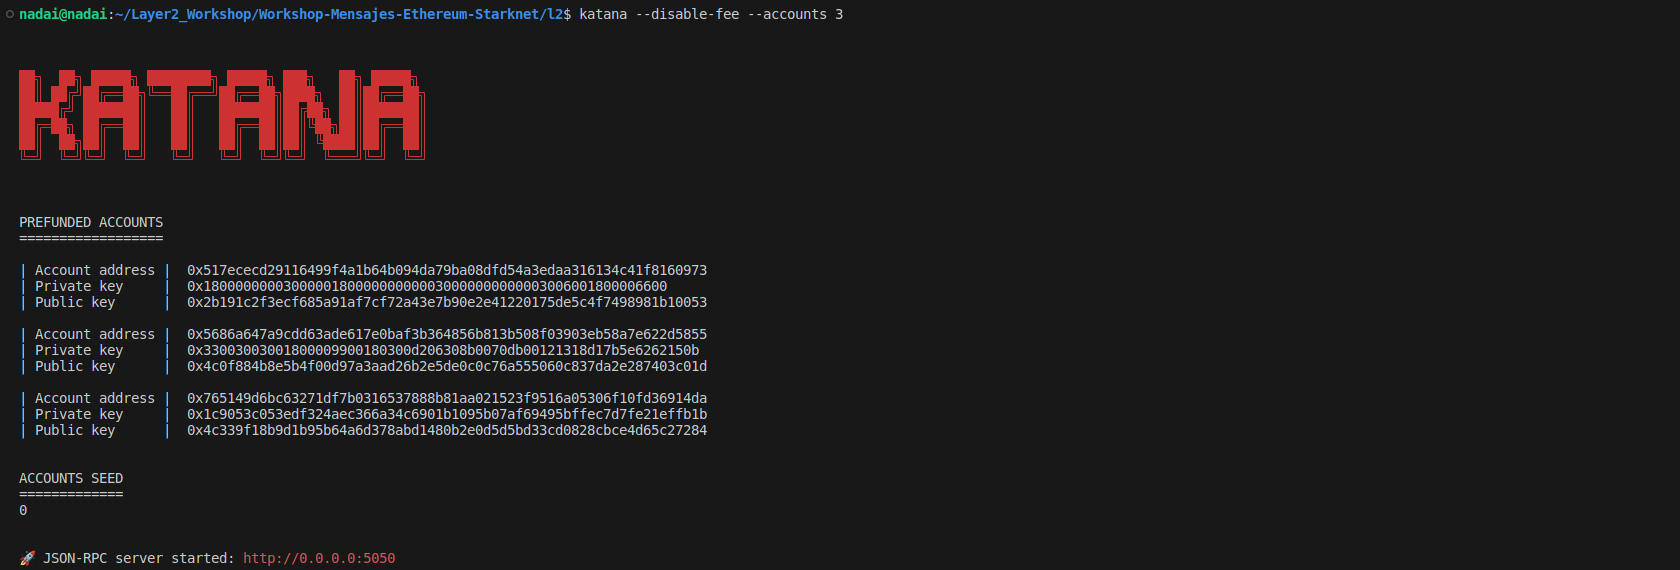 nadai@nadai:~/Layer2_Workshop/Workshop-Mensajes-Ethereum-Starknet/l2$ katana --disable-fee --accounts 3
KATANA
PREFUNDED ACCOUNTS
==================
| Account address |  0x517ececd29116499f4a1b64b094da79ba08dfd54a3edaa316134c41f8160973
| Private key     |  0x1800000000300000180000000000030000000000003006001800006600
| Public key      |  0x2b191c2f3ecf685a91af7cf72a43e7b90e2e41220175de5c4f7498981b10053
| Account address |  0x5686a647a9cdd63ade617e0baf3b364856b813b508f03903eb58a7e622d5855
| Private key     |  0x33003003001800009900180300d206308b0070db00121318d17b5e6262150b
| Public key      |  0x4c0f884b8e5b4f00d97a3aad26b2e5de0c0c76a555060c837da2e287403c01d
| Account address |  0x765149d6bc63271df7b0316537888b81aa021523f9516a05306f10fd36914da
| Private key     |  0x1c9053c053edf324aec366a34c6901b1095b07af69495bffec7d7fe21effb1b
| Public key      |  0x4c339f18b9d1b95b64a6d378abd1480b2e0d5d5bd33cd0828cbce4d65c27284
ACCOUNTS SEED
=============
0
🚀 JSON-RPC server started: http://0.0.0.0:5050